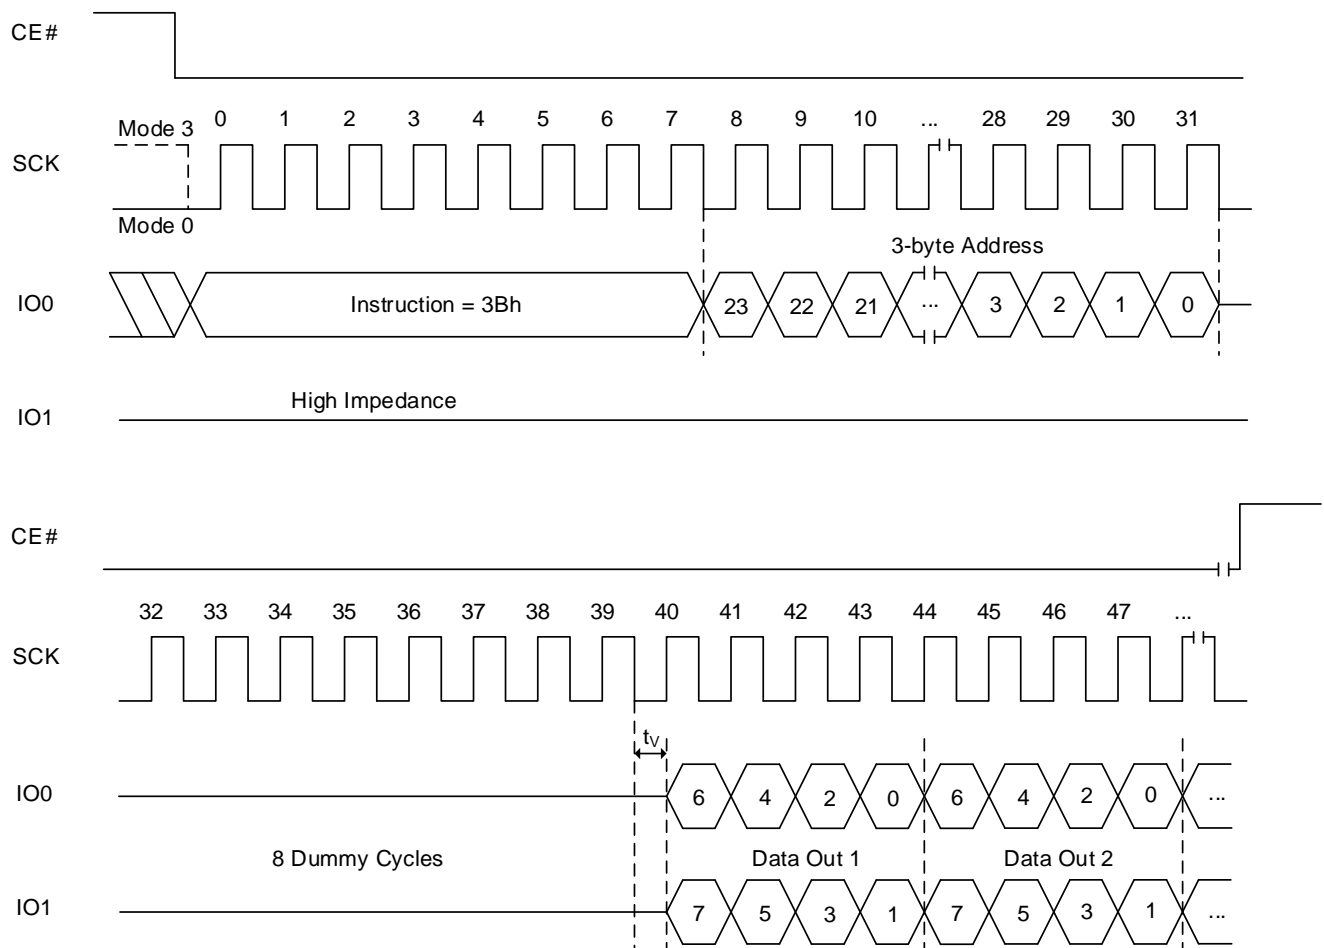 CE#
Mode 3 0 1 2 3 4 5 6 7 8 9 10 ... 28 29 30 31
SCK
Mode 0
3-byte Address
IO0 Instruction = 3Bh 23 22 21 ... 3 2 1 0
High Impedance
IO1
CE#
32 33 34 35 36 37 38 39 40 41 42 43 44 45 46 47 ...
SCK
tV
IO0 6 4 2 0 6 4 2 0 ...
8 Dummy Cycles Data Out 1 Data Out 2
IO1 7 5 3 1 7 5 3 1 ...